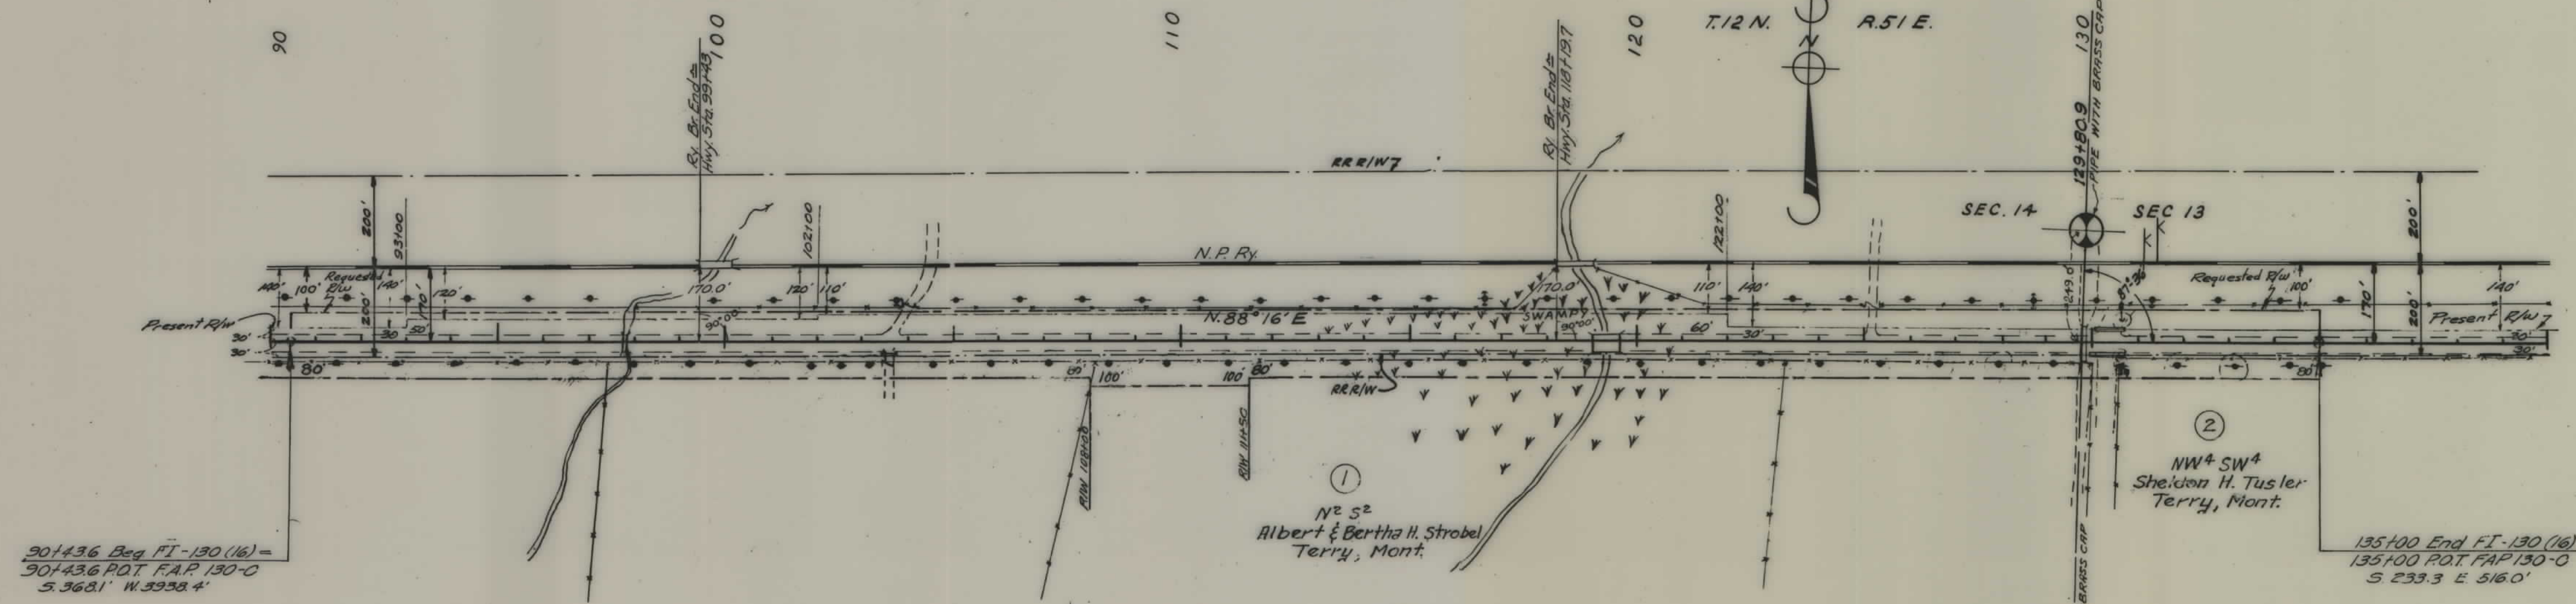 90
100
110
120
T.12 N.
R.51 E.
130
N
Ry. Br. End =
Hwy. Sta. 99+43
Ry. Br. End =
Hwy. Sta. 118+19.7
129+80.9
PIPE WITH BRASS CAP
RR R/W
SEC. 14
SEC 13
200'
93+00
102+00
122+00
200'
N.P. Ry.
140'
100'
Requested
R/W
140'
170'
120'
170.0'
120'
110'
170.0'
110'
140'
249.0'
Requested R/W
100'
170'
200'
140'
200'
Present R/W
30'
30'
30'
50'
90°00'
N. 88° 16' E
SWAMPY
90°00'
60'
30'
Present R/W
30'
30'
80'
80'
100'
100'
80'
RR R/W
80'
R/W 108+00
R/W 111+50
1
N² S²
Albert & Bertha H. Strobel
Terry, Mont.
2
NW⁴ SW⁴
Sheldon H. Tusler
Terry, Mont.
BRASS CAP
90+43.6 Beg FI-130 (16) =
90+43.6 P.O.T. F.A.P. 130-C
S. 368.1' W. 3938.4'
135+00 End FI-130 (16)
135+00 P.O.T. FAP 130-C
S. 233.3 E. 516.0'